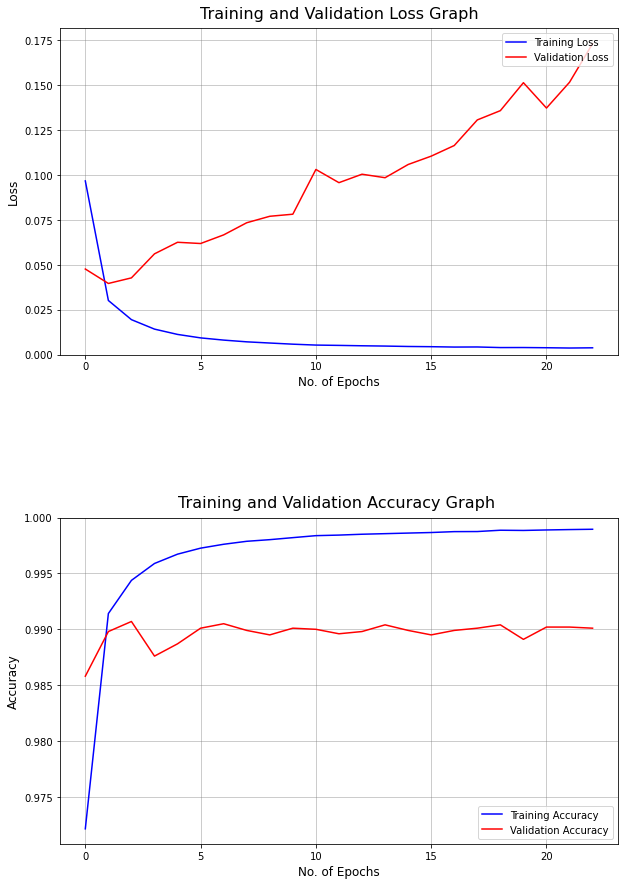 Training and Validation Loss Graph
0.175
0.150
0.125
0.100
0.075
0.050
0.025
0.000
Loss
Training Loss
Validation Loss
0 5 10 15 20
No. of Epochs
Training and Validation Accuracy Graph
1.000
0.995
0.990
0.985
0.980
0.975
Accuracy
Training Accuracy
Validation Accuracy
0 5 10 15 20
No. of Epochs